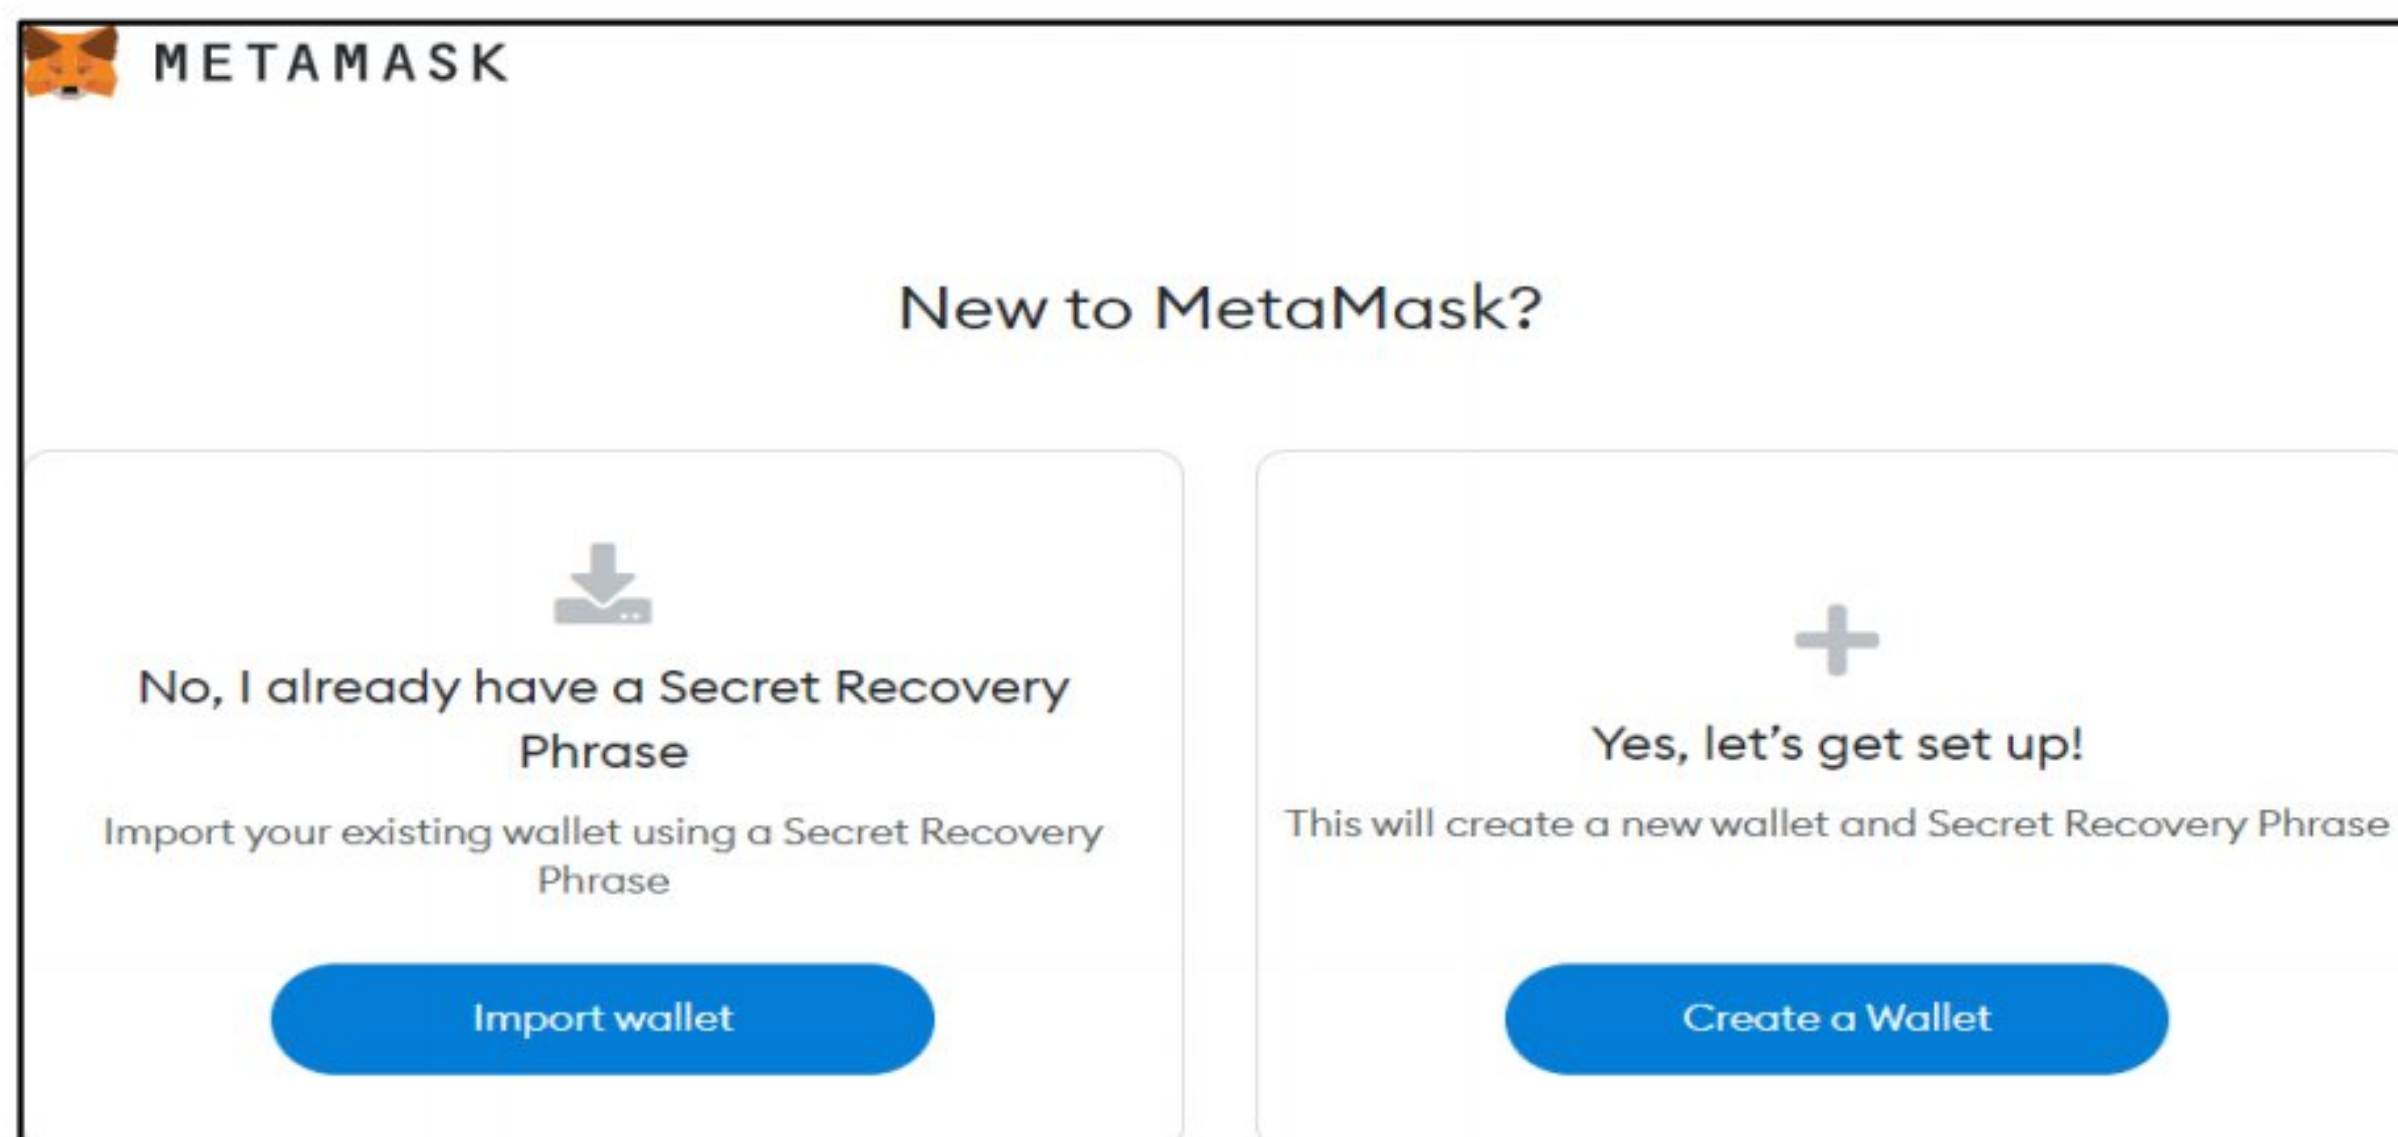 METAMASK
New to MetaMask?
No, I already have a Secret Recovery
Phrase
Import your existing wallet using a Secret Recovery
Phrase
Import wallet
Yes, let's get set up!
This will create a new wallet and Secret Recovery Phrase
Create a Wallet